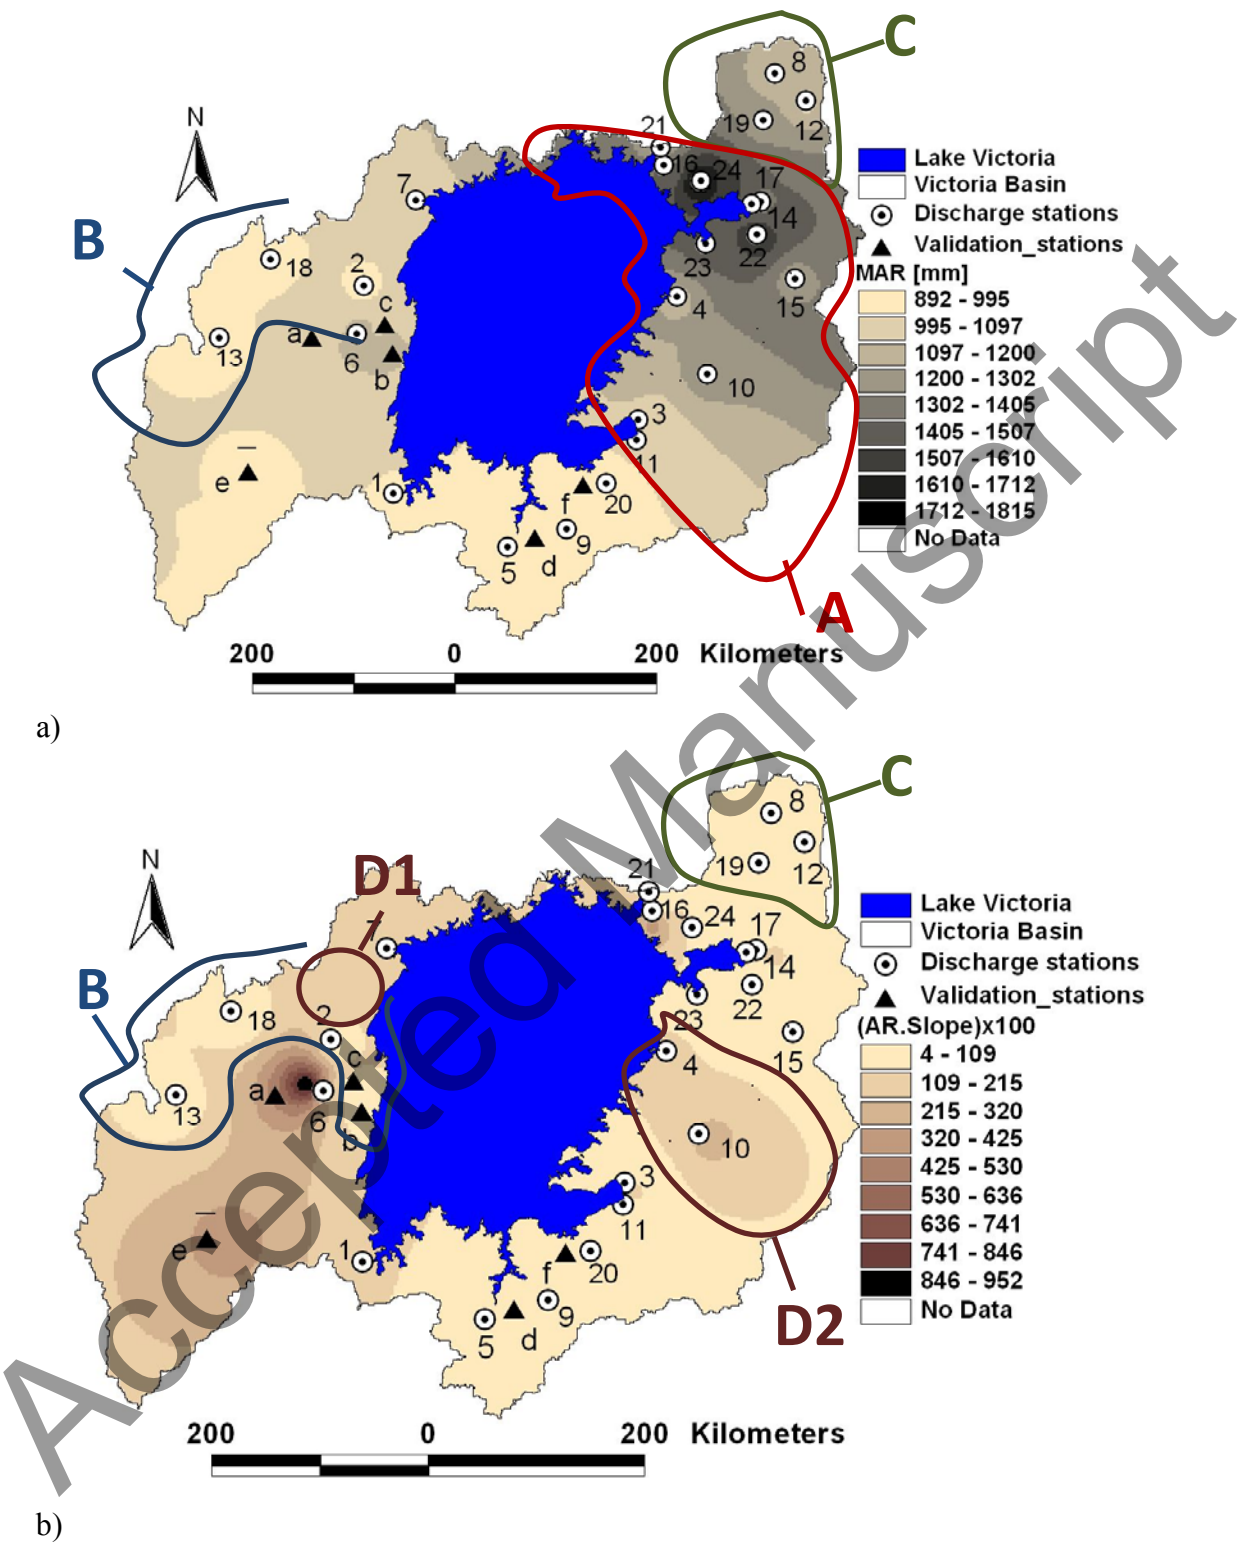 C
8
12
19
N
21
16
24
17
14
7
B
18
2
c
a
6
b
13
23
22
4
15
10
3
11
e
1
f
20
9
5
d
A
Lake Victoria
Victoria Basin
Discharge stations
Validation_stations
MAR [mm]
892 - 995
995 - 1097
1097 - 1200
1200 - 1302
1302 - 1405
1405 - 1507
1507 - 1610
1610 - 1712
1712 - 1815
No Data
200 0 200 Kilometers
a)
Accepted Manuscript
C
8
12
19
N
D1
21
16
24
17
14
7
B
18
2
c
a
6
b
13
23
22
4
15
10
3
11
e
1
f
20
9
5
d
D2
Lake Victoria
Victoria Basin
Discharge stations
Validation_stations
(AR.Slope)x100
4 - 109
109 - 215
215 - 320
320 - 425
425 - 530
530 - 636
636 - 741
741 - 846
846 - 952
No Data
200 0 200 Kilometers
b)